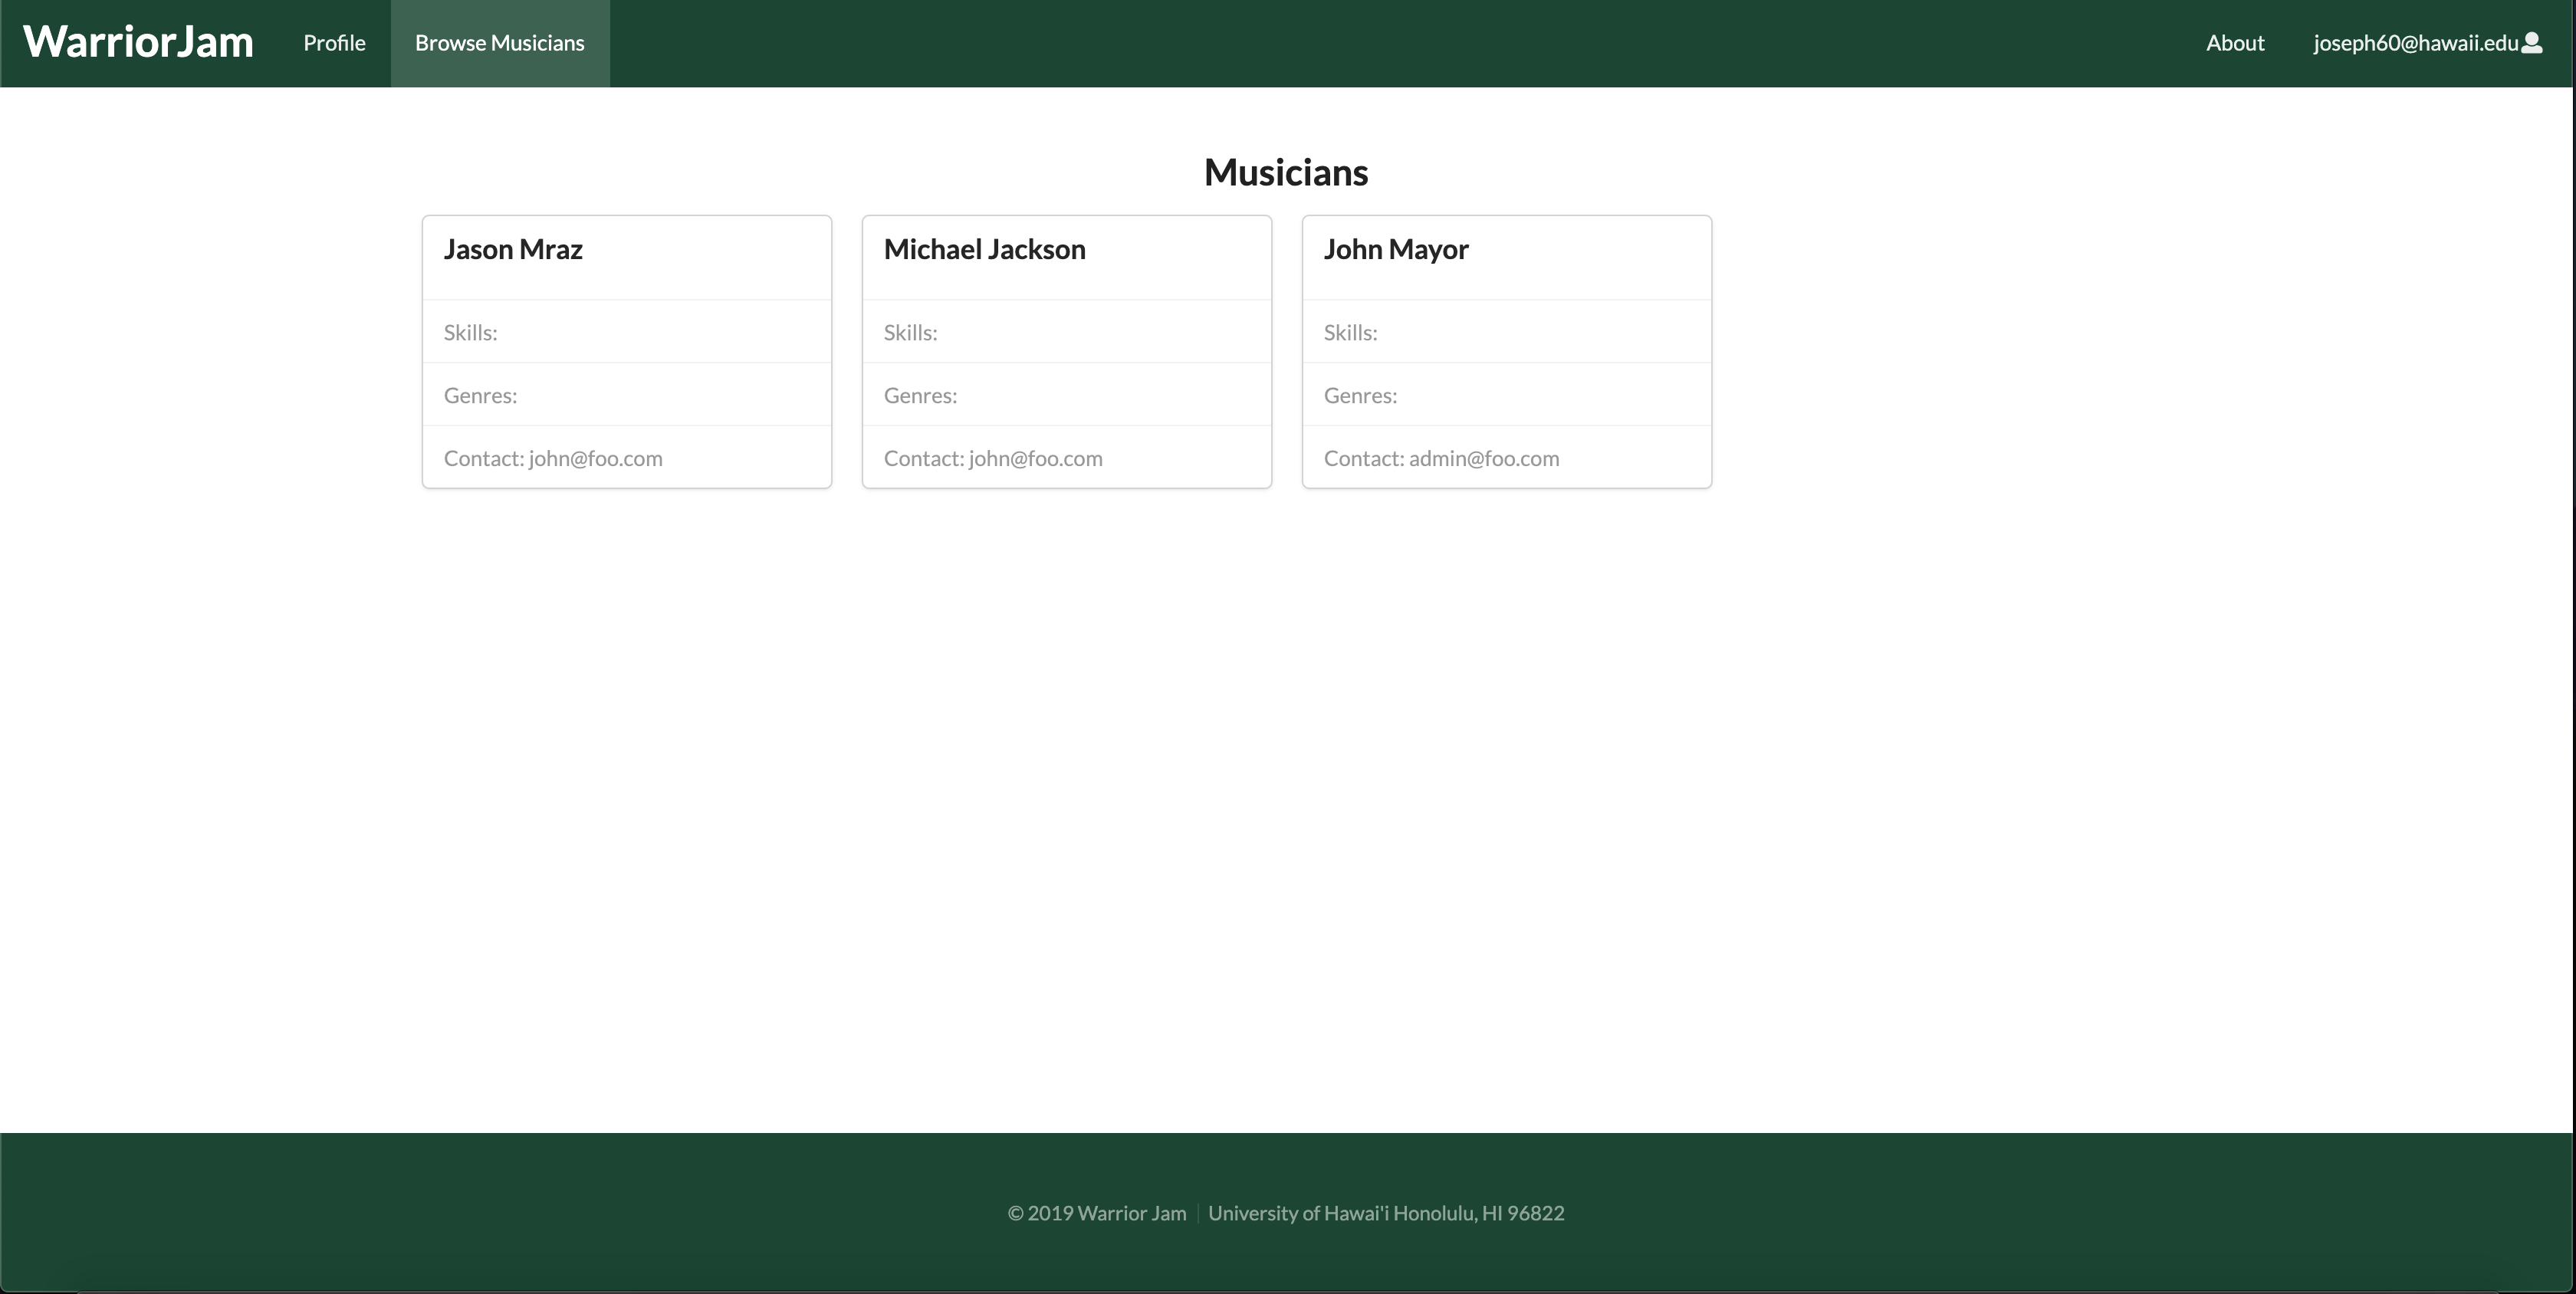 WarriorJam Profile Browse Musicians About joseph60@hawaii.edu
Musicians
Jason Mraz
Skills:
Genres:
Contact: john@foo.com
Michael Jackson
Skills:
Genres:
Contact: john@foo.com
John Mayor
Skills:
Genres:
Contact: admin@foo.com
© 2019 Warrior Jam | University of Hawai'i Honolulu, HI 96822